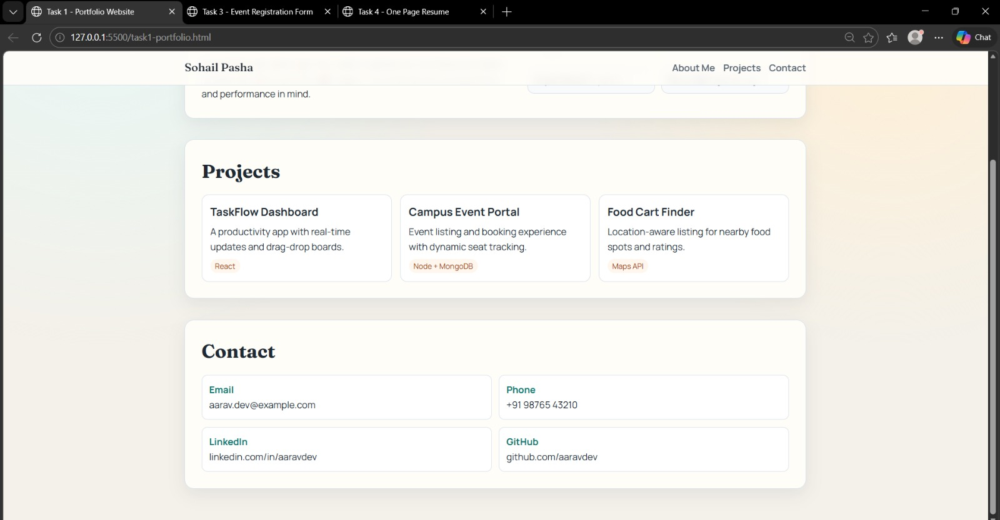 Task 1 - Portfolio Website
Task 3 - Event Registration Form
Task 4 - One Page Resume
127.0.0.1:5500/task1-portfolio.html
Chat
Sohail Pasha
About Me Projects Contact
and performance in mind.
Projects
TaskFlow Dashboard
A productivity app with real-time
updates and drag-drop boards.
React
Campus Event Portal
Event listing and booking experience
with dynamic seat tracking.
Node + MongoDB
Food Cart Finder
Location-aware listing for nearby food
spots and ratings.
Maps API
Contact
Email
aarav.dev@example.com
Phone
+91 98765 43210
LinkedIn
linkedin.com/in/aaravdev
GitHub
github.com/aaravdev